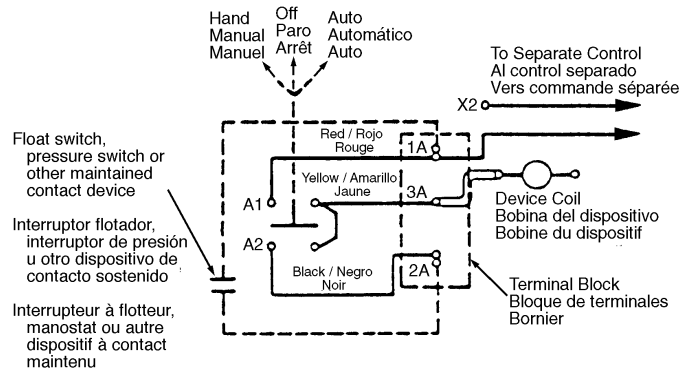 Hand
Manual
Manuel
Off
Paro
Arrêt
Auto
Automático
Auto
To Separate Control
Al control separado
Vers commande séparée
X2
Float switch,
pressure switch or
other maintained
contact device
Interruptor flotador,
interruptor de presión
u otro dispositivo de
contacto sostenido
Interrupteur à flotteur,
manostat ou autre
dispositif à contact
maintenu
Red / Rojo
Rouge
1A
A1
Yellow / Amarillo
Jaune
3A
A2
Black / Negro
Noir
2A
Device Coil
Bobina del dispositivo
Bobine du dispositif
Terminal Block
Bloque de terminales
Bornier